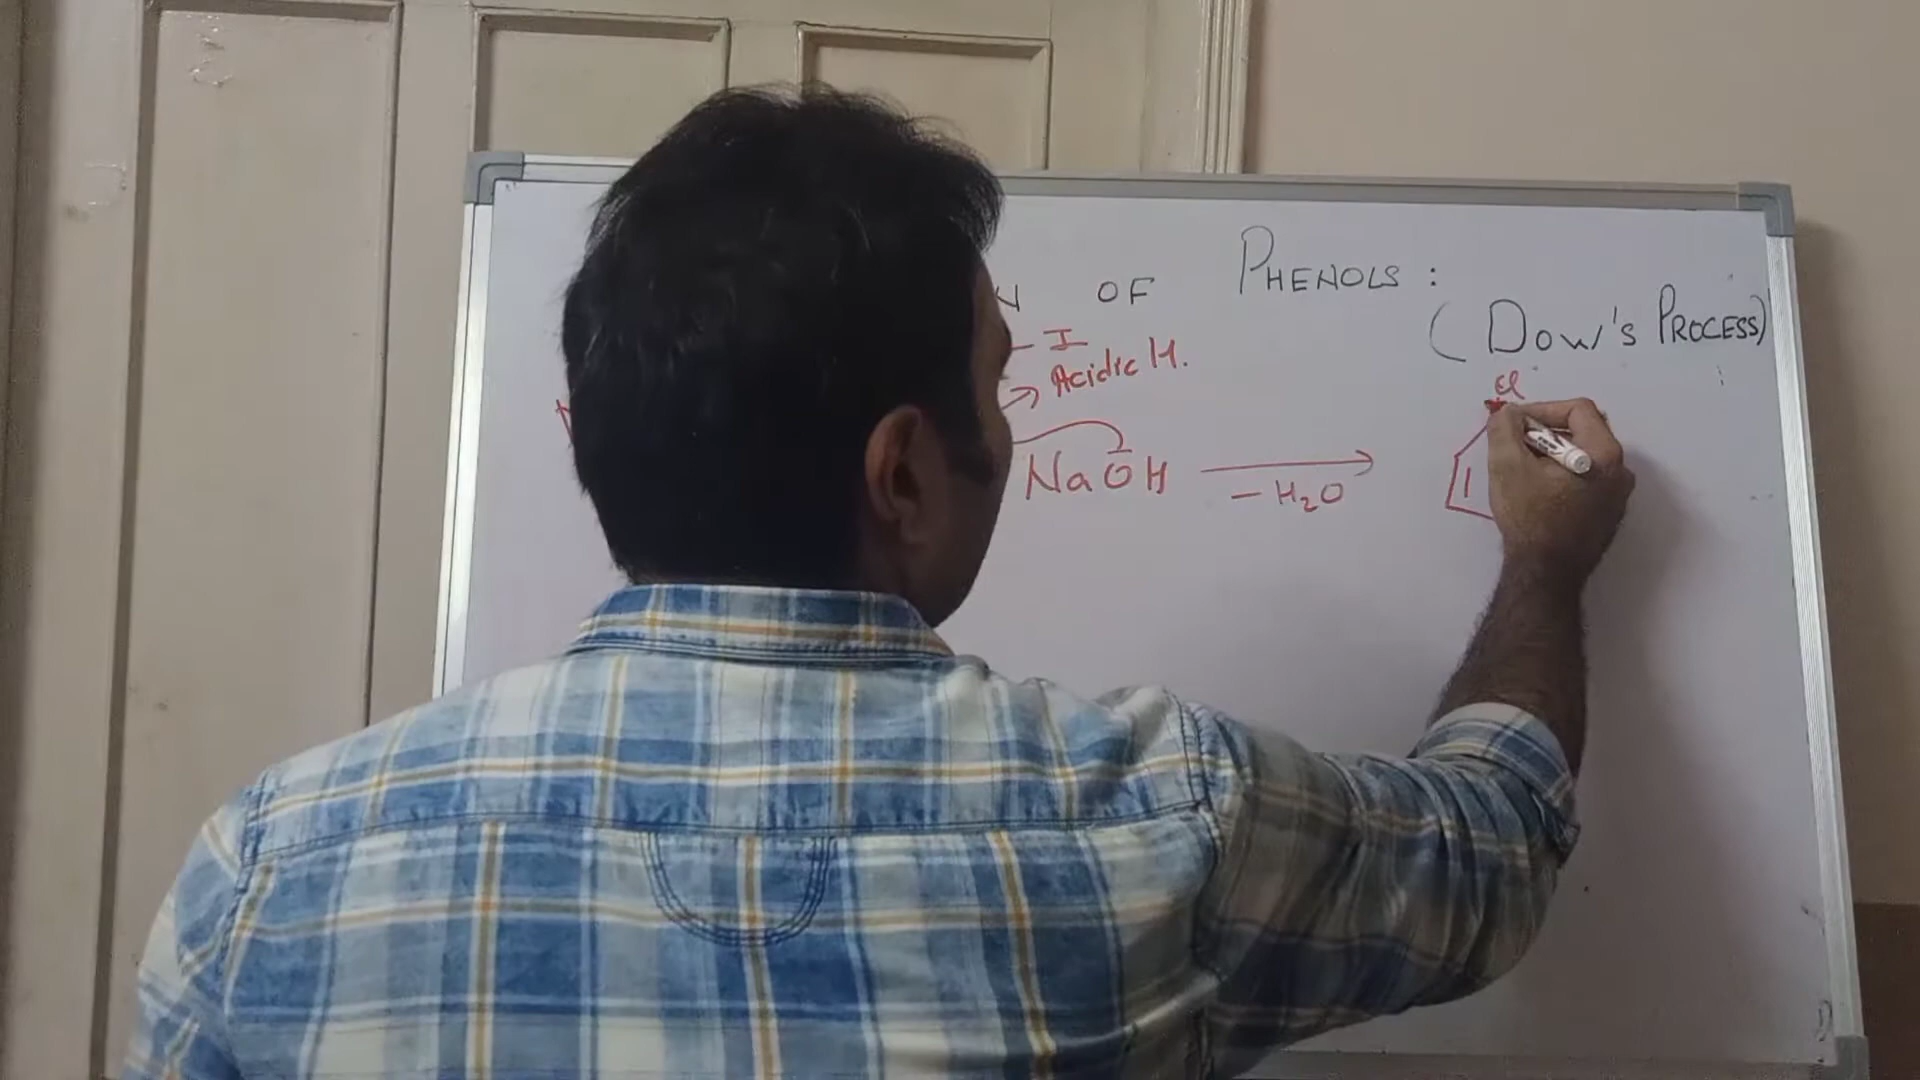 N OF PHENOLS:
(DOW'S PROCESS)
- I
→ Acidic H.
Cl
NaOH
- H2O